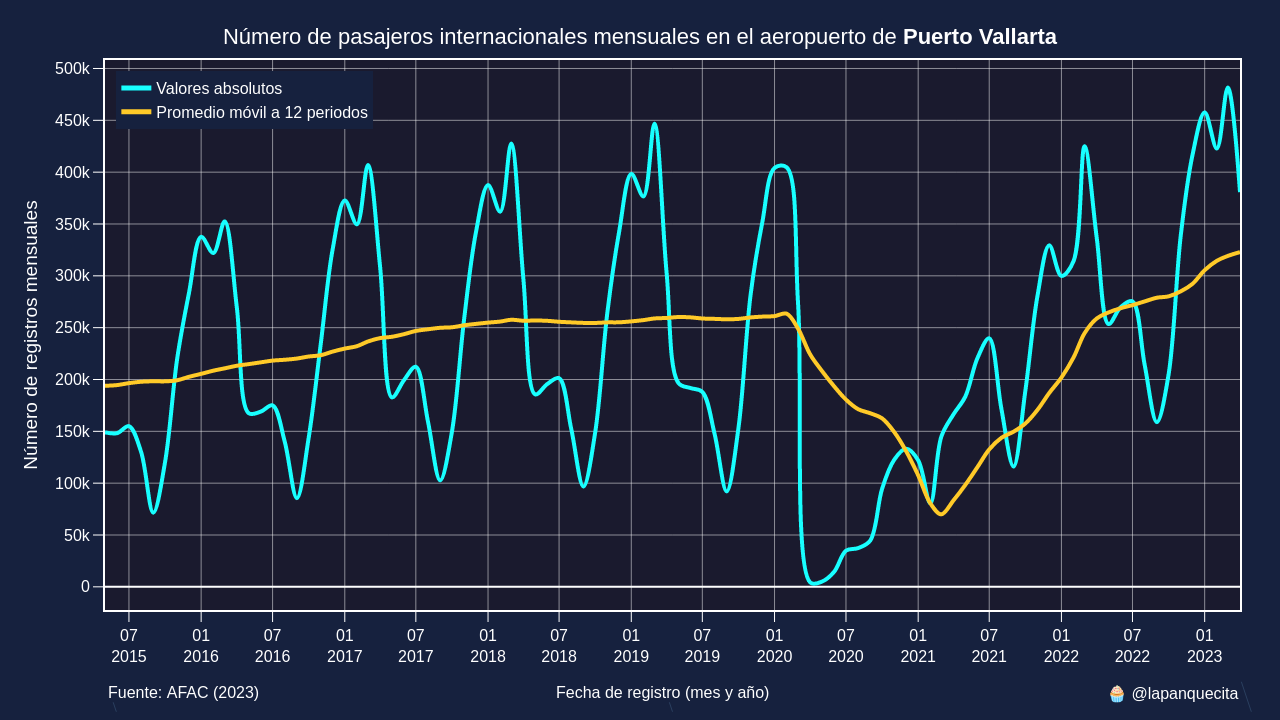 Número de pasajeros internacionales mensuales en el aeropuerto de Puerto Vallarta
Valores absolutos
Promedio móvil a 12 periodos
Número de registros mensuales
500k
450k
400k
350k
300k
250k
200k
150k
100k
50k
0
07 01 07 01 07 01 07 01 07 01 07 01 07 01 07 01
2015 2016 2016 2017 2017 2018 2018 2019 2019 2020 2020 2021 2021 2022 2022 2023
Fuente: AFAC (2023)
Fecha de registro (mes y año)
🧁 @lapanquecita